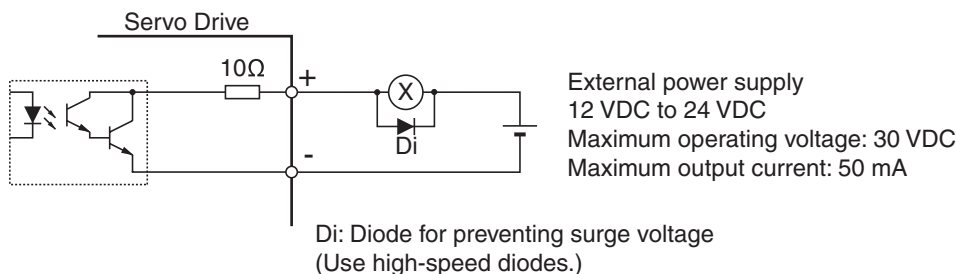 Servo Drive
10Ω
+
X
Di
-
External power supply
12 VDC to 24 VDC
Maximum operating voltage: 30 VDC
Maximum output current: 50 mA
Di: Diode for preventing surge voltage
(Use high-speed diodes.)